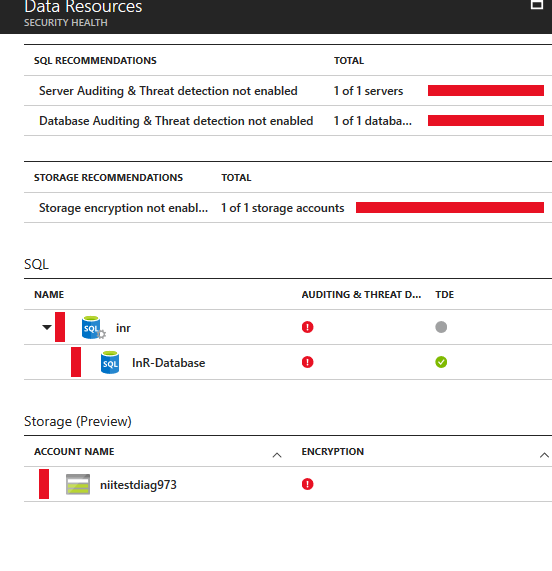 Data Resources
SECURITY HEALTH
SQL RECOMMENDATIONS TOTAL
Server Auditing & Threat detection not enabled 1 of 1 servers
Database Auditing & Threat detection not enabled 1 of 1 databa...
STORAGE RECOMMENDATIONS TOTAL
Storage encryption not enabl... 1 of 1 storage accounts
SQL
NAME AUDITING & THREAT D... TDE
SQL inr
SQL InR-Database
Storage (Preview)
ACCOUNT NAME ENCRYPTION
niitestdiag973